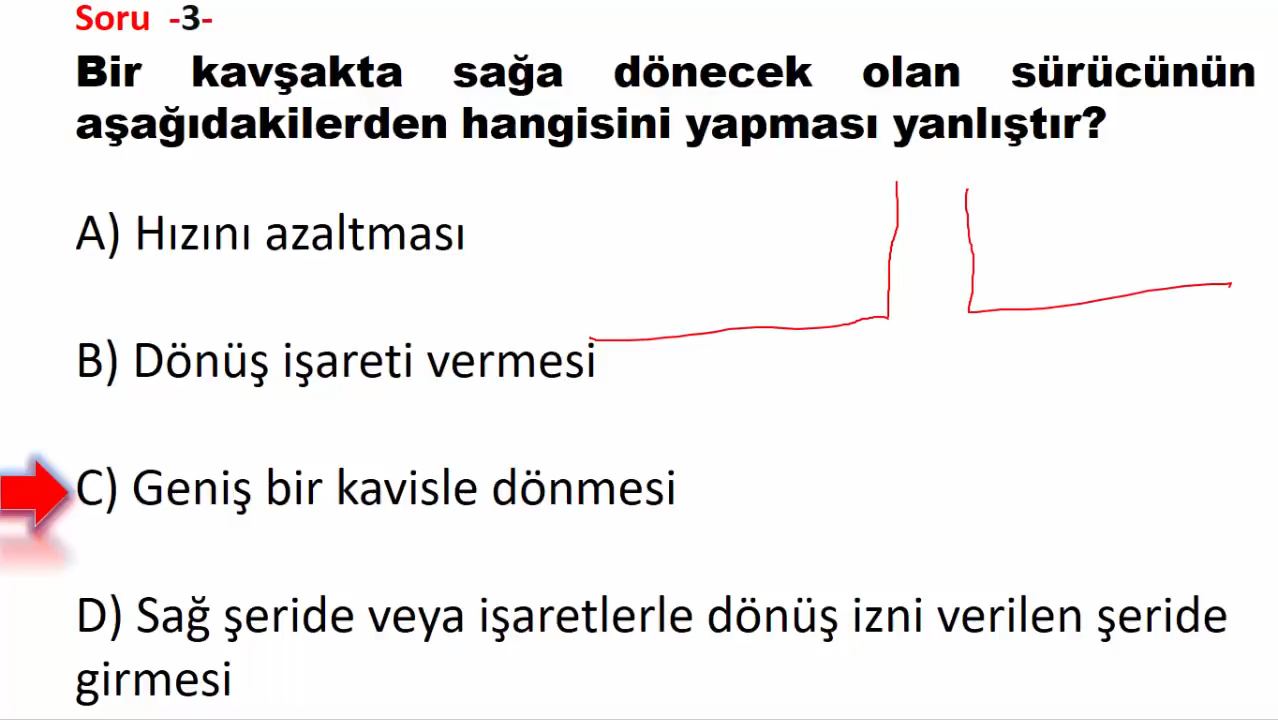 Soru -3-
Bir kavşakta sağa dönecek olan sürücünün
aşağıdakilerden hangisini yapması yanlıştır?
A) Hızını azaltması
B) Dönüş işareti vermesi
C) Geniş bir kavisle dönmesi
D) Sağ şeride veya işaretlerle dönüş izni verilen şeride
girmesi